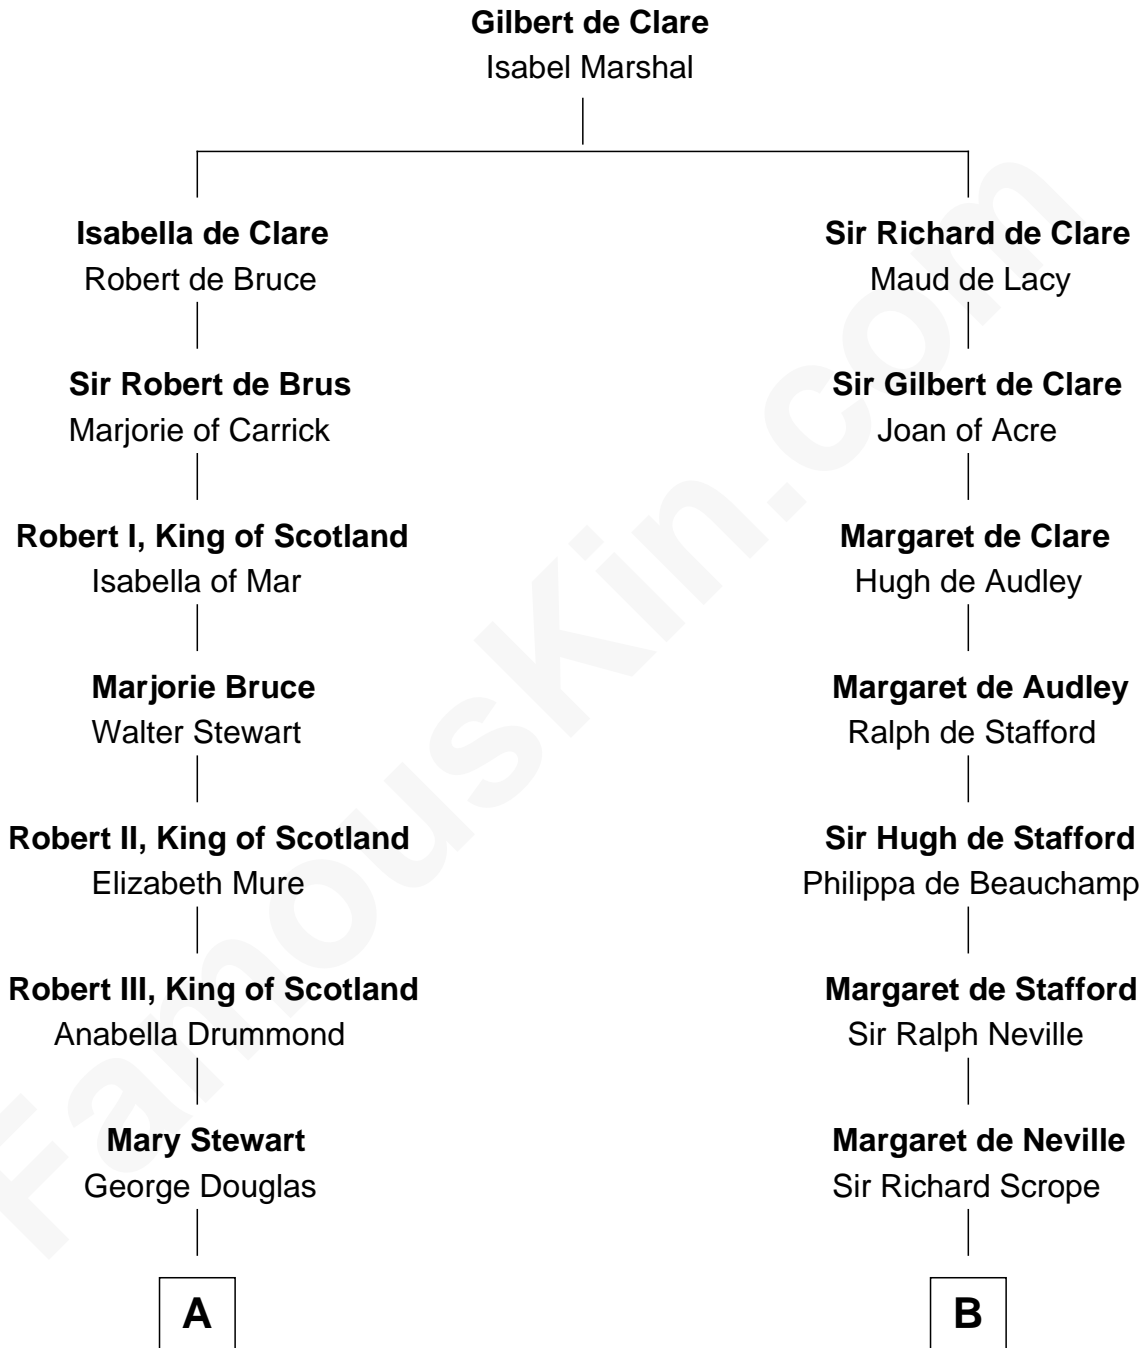 Gilbert de Clare
Isabel Marshal
Isabella de Clare
Robert de Bruce
Sir Robert de Brus
Marjorie of Carrick
Robert I, King of Scotland
Isabella of Mar
Marjorie Bruce
Walter Stewart
Robert II, King of Scotland
Elizabeth Mure
Robert III, King of Scotland
Anabella Drummond
Mary Stewart
George Douglas
A
Sir Richard de Clare
Maud de Lacy
Sir Gilbert de Clare
Joan of Acre
Margaret de Clare
Hugh de Audley
Margaret de Audley
Ralph de Stafford
Sir Hugh de Stafford
Philippa de Beauchamp
Margaret de Stafford
Sir Ralph Neville
Margaret de Neville
Sir Richard Scrope
B
FamousKin.com